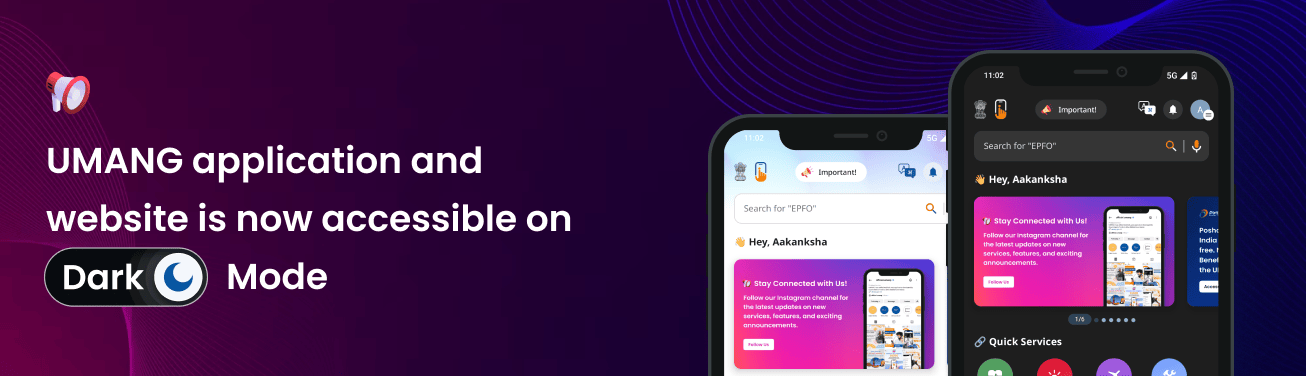 UMANG application and
website is now accessible on
Dark Mode
11:02 5G
Important!
Search for "EPFO"
👋 Hey, Aakanksha
Stay Connected with Us!
Follow our Instagram channel for
the latest updates on new
services, features, and exciting
announcements.
Follow Us
11:02 5G
Important!
A
Search for "EPFO"
👋 Hey, Aakanksha
Stay Connected with Us!
Follow our Instagram channel for
the latest updates on new
services, features, and exciting
announcements.
Follow Us
India
free.
Benef
the U
Acces
1/6
🔗 Quick Services